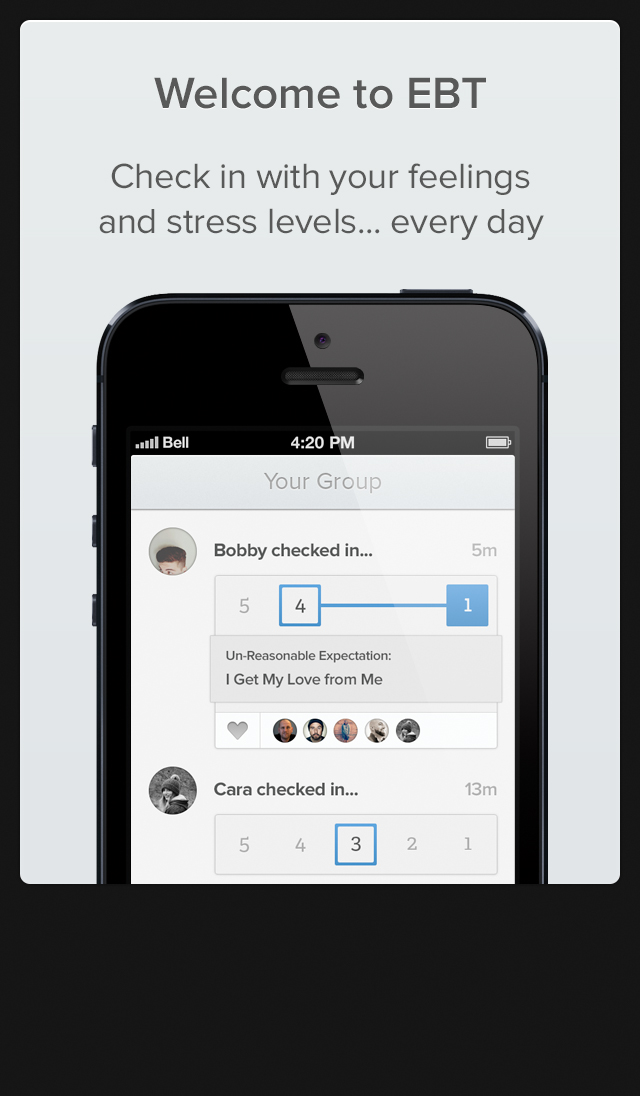 Welcome to EBT
Check in with your feelings
and stress levels... every day
Bell 4:20 PM
Your Group
Bobby checked in... 5m
5 4 1
Un-Reasonable Expectation:
I Get My Love from Me
Cara checked in... 13m
5 4 3 2 1